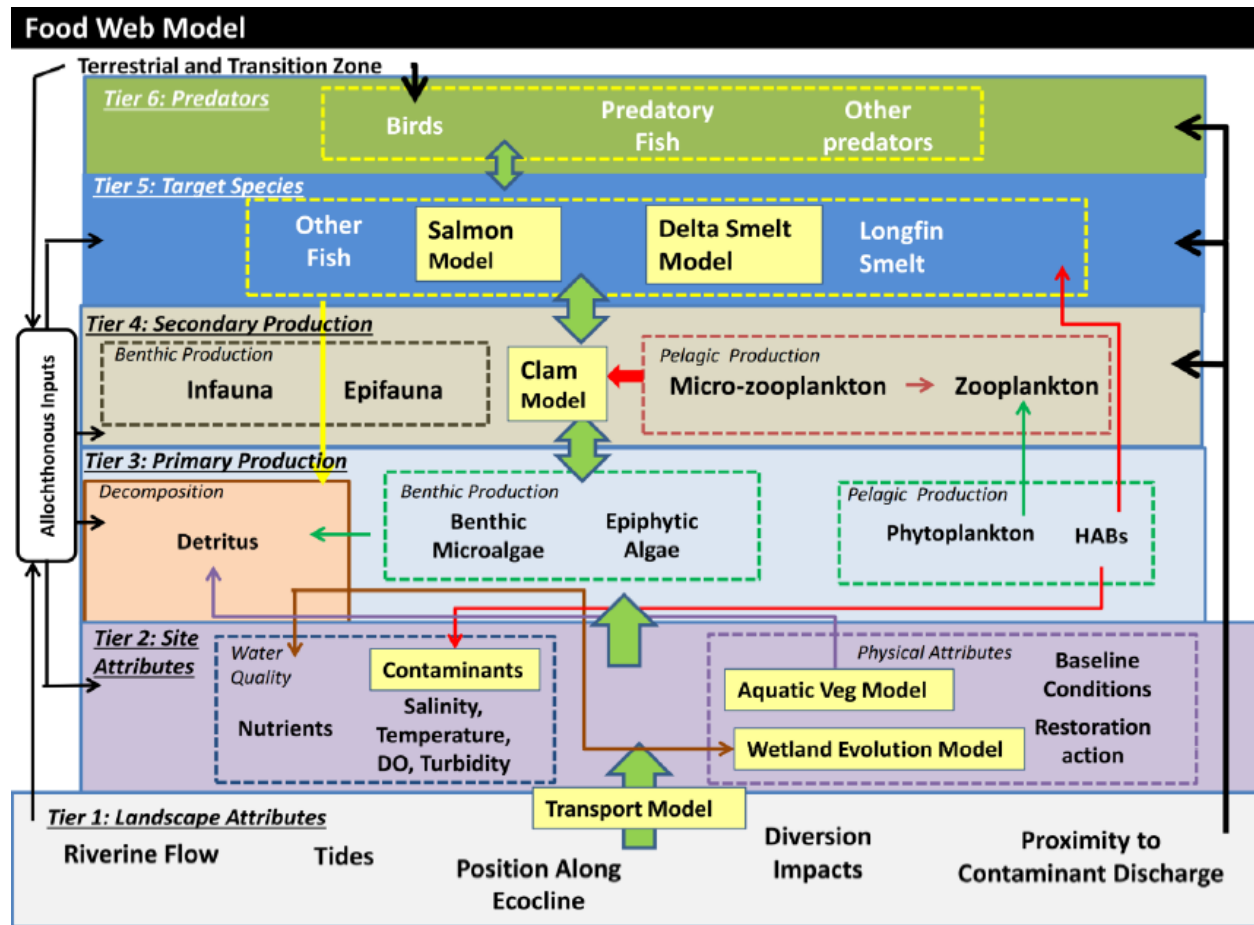 Food Web Model
Terrestrial and Transition Zone
Tier 6: Predators
Birds
Predatory
Fish
Other
predators
Tier 5: Target Species
Other
Fish
Salmon
Model
Delta Smelt
Model
Longfin
Smelt
Tier 4: Secondary Production
Benthic Production
Infauna
Epifauna
Clam
Model
Pelagic Production
Micro-zooplankton
Zooplankton
Allochthonous Inputs
Tier 3: Primary Production
Decomposition
Detritus
Benthic Production
Benthic
Microalgae
Epiphytic
Algae
Pelagic Production
Phytoplankton
HABs
Tier 2: Site
Attributes
Water
Quality
Contaminants
Nutrients
Salinity,
Temperature,
DO, Turbidity
Physical Attributes
Aquatic Veg Model
Baseline
Conditions
Wetland Evolution Model
Restoration
action
Transport Model
Tier 1: Landscape Attributes
Riverine Flow
Tides
Position Along
Ecocline
Diversion
Impacts
Proximity to
Contaminant Discharge